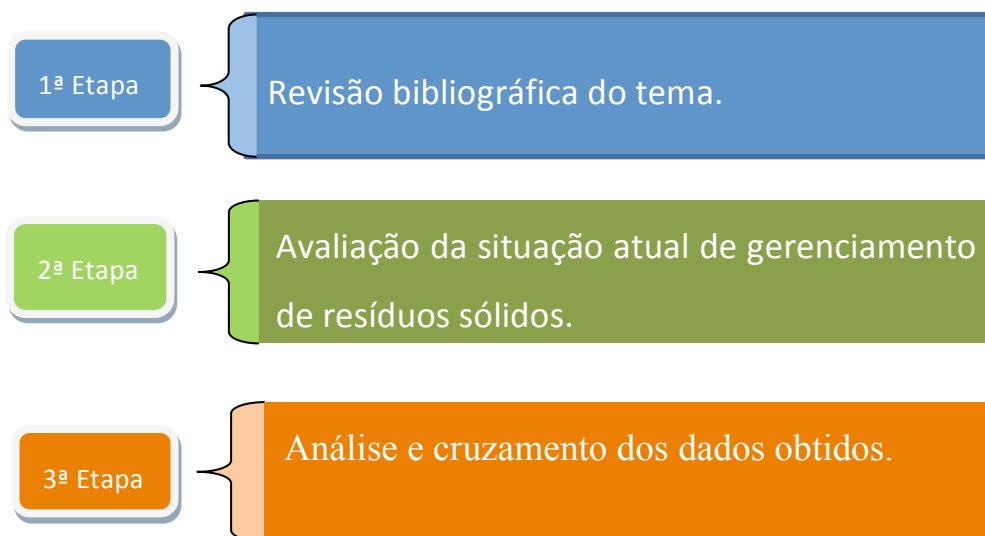 1ª Etapa
Revisão bibliográfica do tema.
2ª Etapa
Avaliação da situação atual de gerenciamento
de resíduos sólidos.
3ª Etapa
Análise e cruzamento dos dados obtidos.